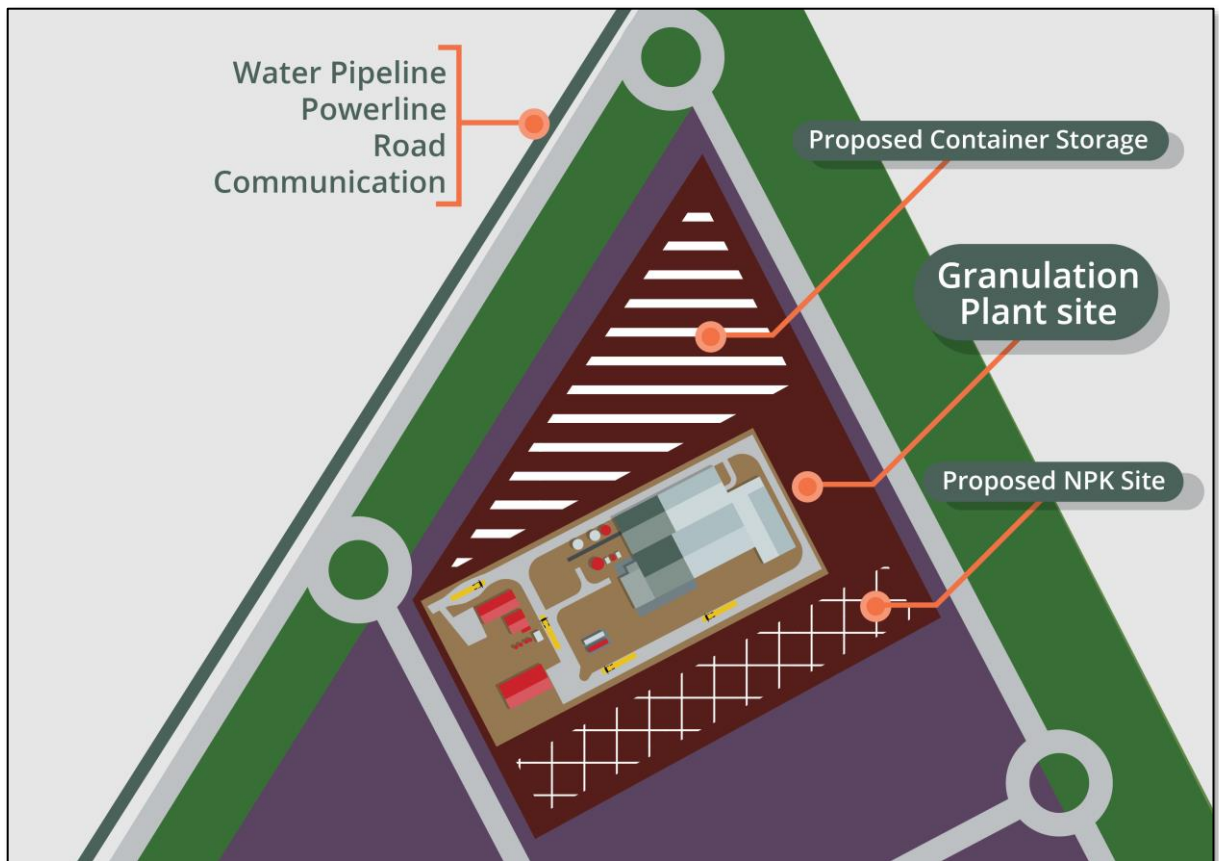 Water Pipeline
Powerline
Road
Communication
Proposed Container Storage
Granulation
Plant site
Proposed NPK Site